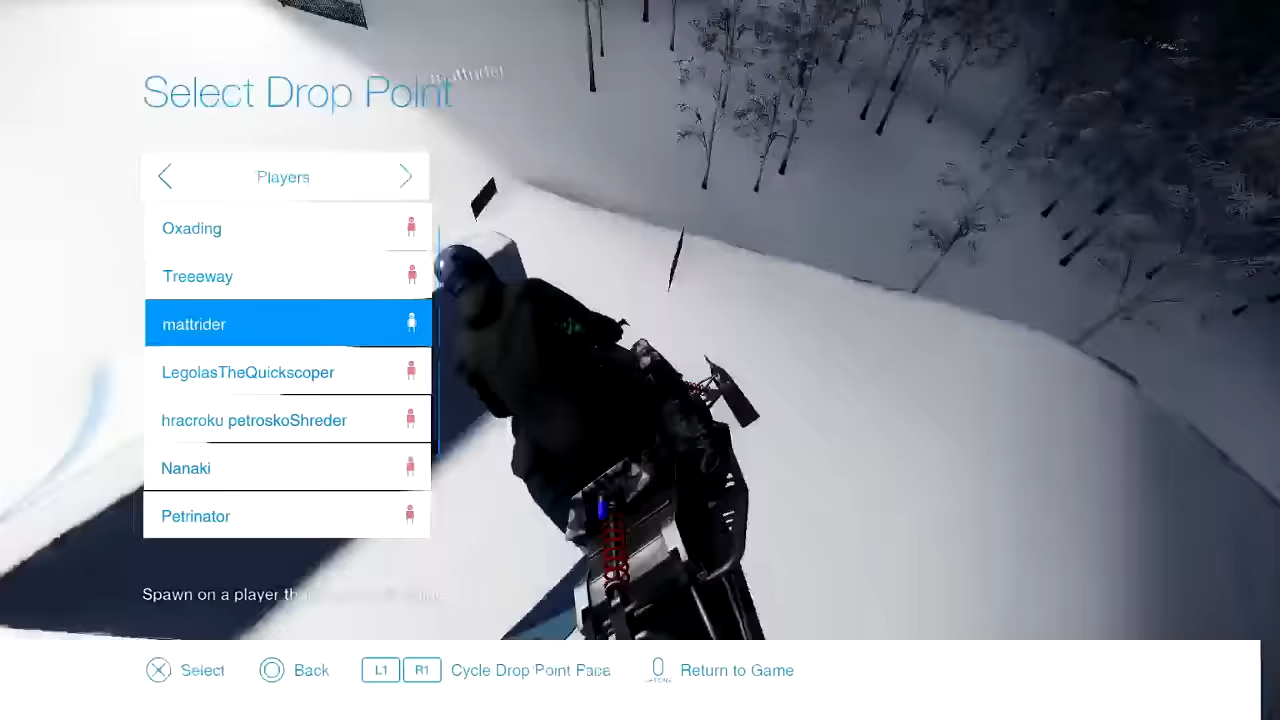 mattrider
Select Drop Point
Players
Oxading
Treeeway
mattrider
LegolasTheQuickscoper
hracroku petroskoShreder
Nanaki
Petrinator
Spawn on a player
Select Back L1 R1 Cycle Drop Point Page OPTIONS Return to Game